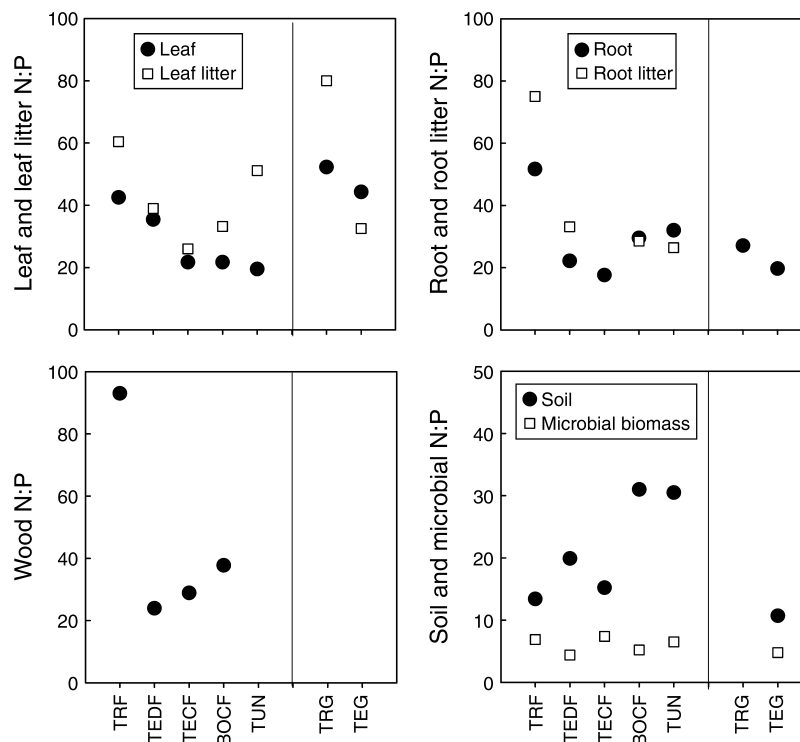 Leaf and leaf litter N:P
100
80
60
40
20
0
Leaf
Leaf litter
Root and root litter N:P
100
80
60
40
20
0
Root
Root litter
Wood N:P
100
80
60
40
20
0
TRF
TEDF
TECF
BOCF
TUN
TRG
TEG
Soil and microbial N:P
50
40
30
20
10
0
Soil
Microbial biomass
TRF
TEDF
TECF
BOCF
TUN
TRG
TEG